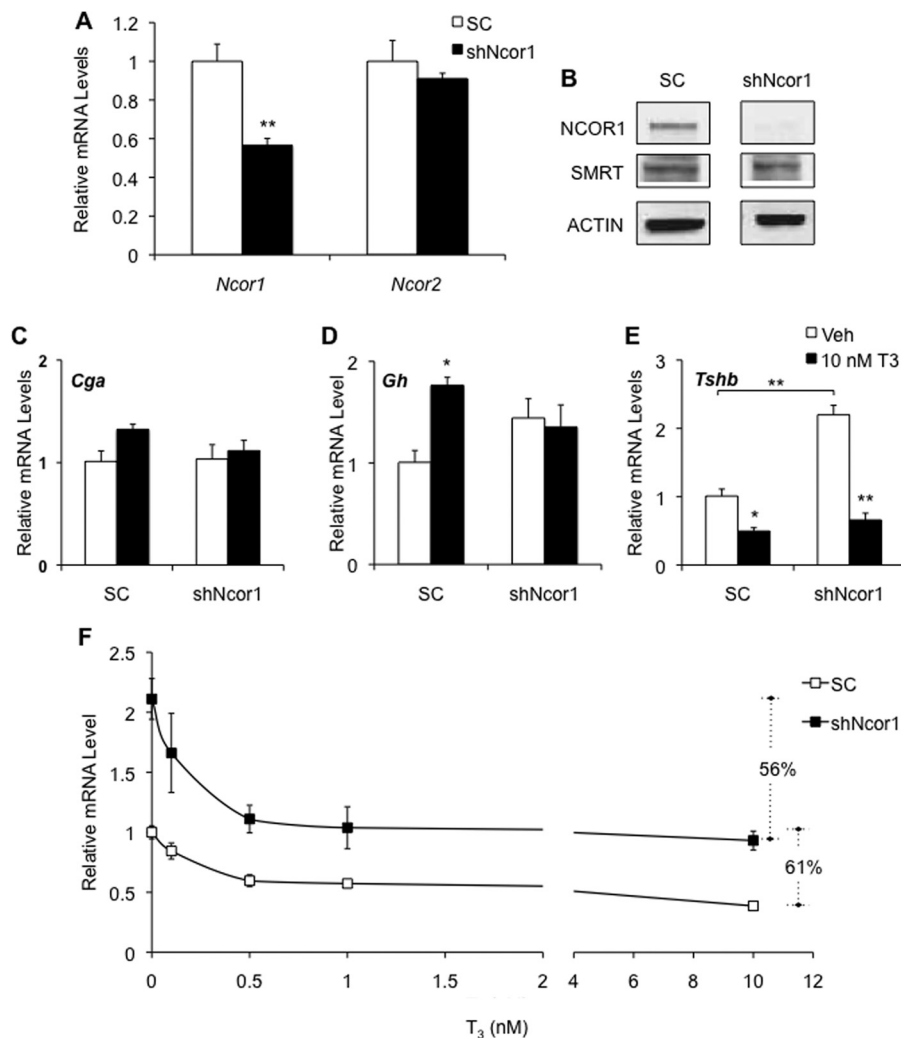 A
1.2
1
0.8
0.6
0.4
0.2
0
Relative mRNA Levels
**
SC
shNcor1
Ncor1
Ncor2
B
SC
shNcor1
NCOR1
SMRT
ACTIN
C
2
1
0
Relative mRNA Levels
Cga
SC
shNcor1
D
2
1
0
Relative mRNA Level
Gh
*
SC
shNcor1
E
Veh
10 nM T3
3
2
1
0
Relative mRNA Levels
Tshb
**
*
**
SC
shNcor1
F
2.5
2
1.5
1
0.5
0
Relative mRNA Level
SC
shNcor1
56%
61%
0 0.5 1 1.5 2 4 6 8 10 12
T3 (nM)